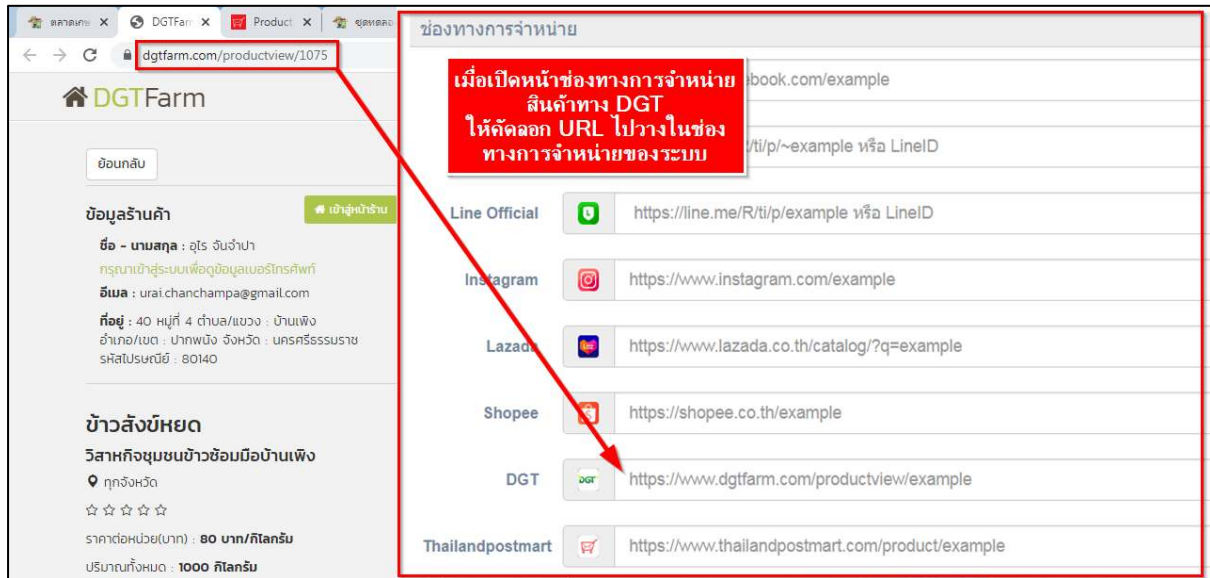 ตลาดเกษ
DGTFarr
Product
ชุดทดลอ
dgtfarm.com/productview/1075
DGTFarm
ย้อนกลับ
ข้อมูลร้านค้า
เข้าสู่หน้าร้าน
ชื่อ - นามสกุล : อุไร จันจำปา
กรุณาเข้าสู่ระบบเพื่อดูข้อมูลเบอร์โทรศัพท์
อีเมล : urai.chanchampa@gmail.com
ที่อยู่ : 40 หมู่ที่ 4 ตำบล/แขวง : บ้านเพิง
อำเภอ/เขต : ปากพนัง จังหวัด : นครศรีธรรมราช
รหัสไปรษณีย์ : 80140
ข้าวสังข์หยด
วิสาหกิจชุมชนข้าวซ้อมมือบ้านเพิง
ทุกจังหวัด
ราคาต่อหน่วย(บาท) : 80 บาท/กิโลกรัม
ปริมาณทั้งหมด : 1000 กิโลกรัม
ช่องทางการจำหน่าย
เมื่อเปิดหน้าช่องทางการจำหน่าย
สินค้าทาง DGT
ให้คัดลอก URL ไปวางในช่อง
ทางการจำหน่ายของระบบ
ebook.com/example
/ti/p/~example หรือ LineID
Line Official
https://line.me/R/ti/p/example หรือ LineID
Instagram
https://www.instagram.com/example
Lazada
https://www.lazada.co.th/catalog/?q=example
Shopee
https://shopee.co.th/example
DGT
DGT
https://www.dgtfarm.com/productview/example
Thailandpostmart
https://www.thailandpostmart.com/product/example